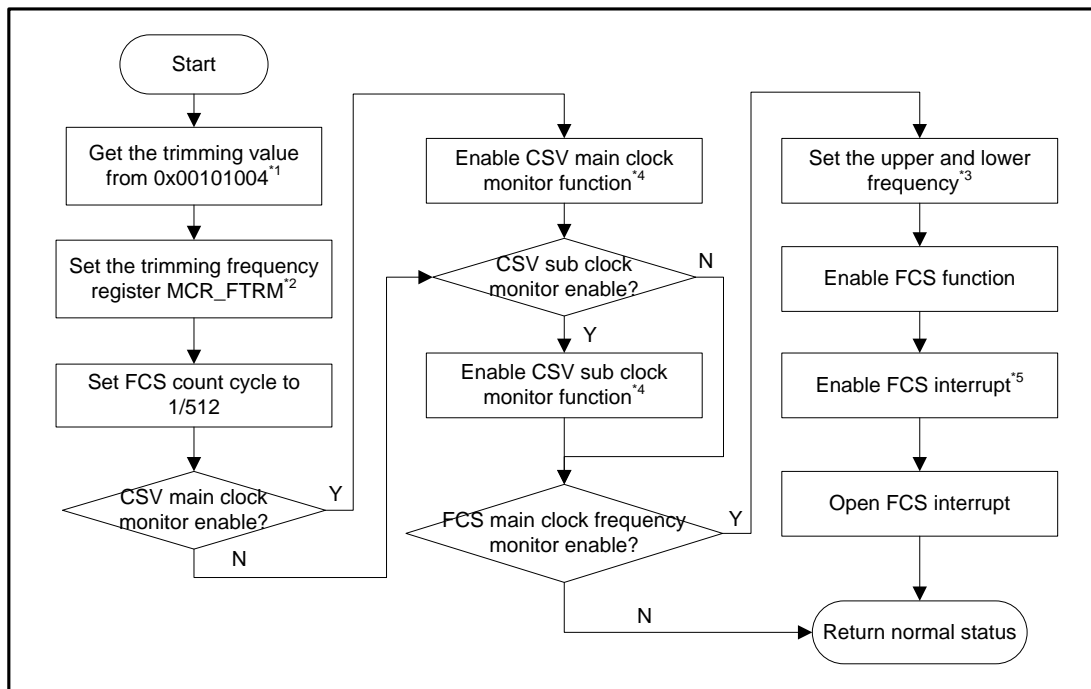 Start
Get the trimming value
from 0x00101004*1
Set the trimming frequency
register MCR_FTRM*2
Set FCS count cycle to
1/512
CSV main clock
monitor enable?
Y
N
Enable CSV main clock
monitor function*4
CSV sub clock
monitor enable?
N
Y
Enable CSV sub clock
monitor function*4
FCS main clock frequency
monitor enable?
Y
N
Set the upper and lower
frequency*3
Enable FCS function
Enable FCS interrupt*5
Open FCS interrupt
Return normal status